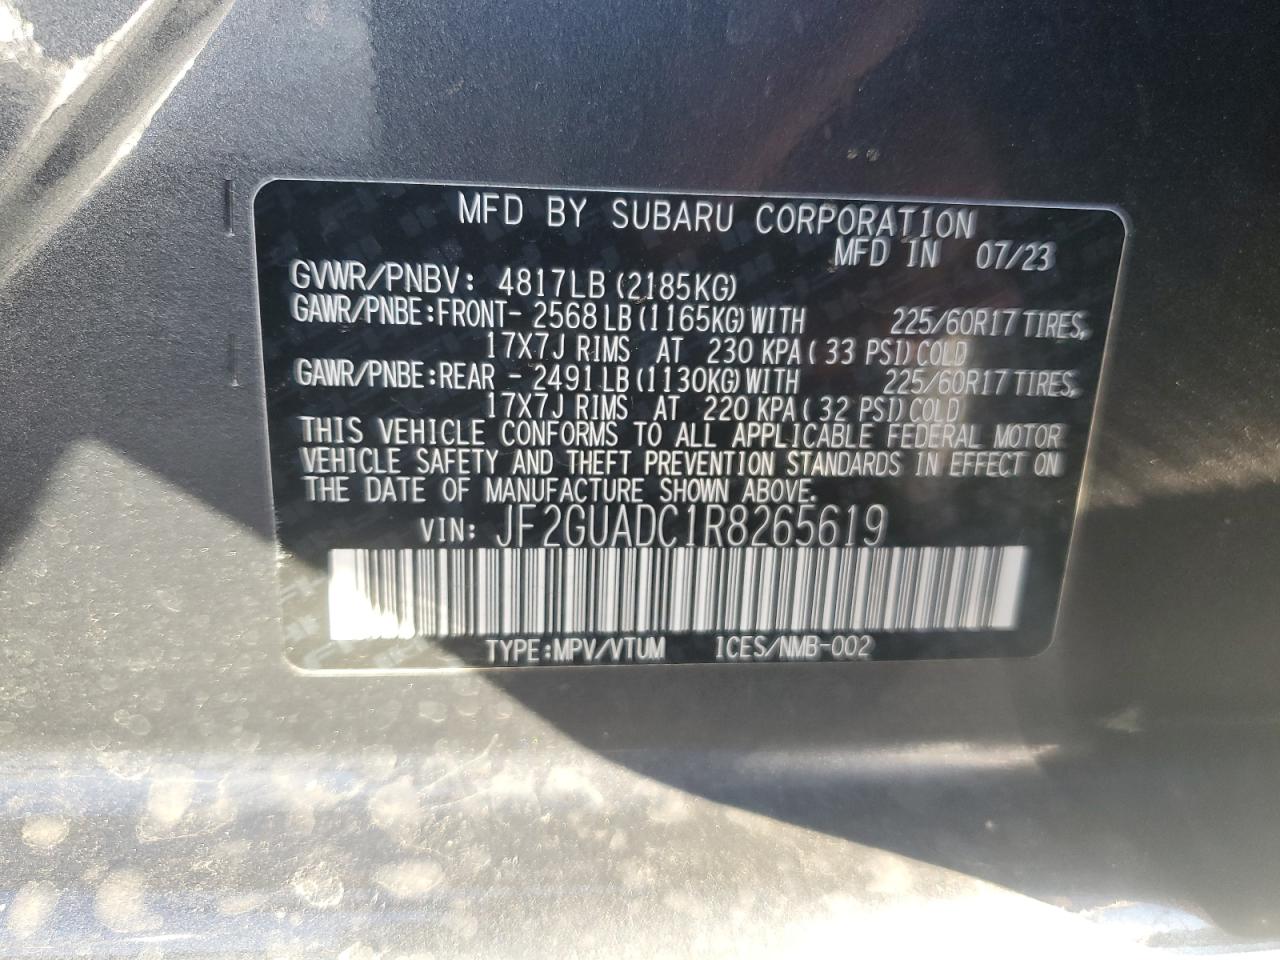 MFD BY SUBARU CORPORATION
MFD IN 07/23
GVWR/PNBV: 4817LB (2185KG)
GAWR/PNBE:FRONT- 2568 LB (1165KG) WITH 225/60R17 TIRES,
17X7J RIMS AT 230 KPA ( 33 PSI) COLD
GAWR/PNBE:REAR - 2491 LB (1130KG) WITH 225/60R17 TIRES,
17X7J RIMS AT 220 KPA ( 32 PSI) COLD
THIS VEHICLE CONFORMS TO ALL APPLICABLE FEDERAL MOTOR
VEHICLE SAFETY AND THEFT PREVENTION STANDARDS IN EFFECT ON
THE DATE OF MANUFACTURE SHOWN ABOVE.
VIN: JF2GUADC1R8265619
TYPE:MPV/VTUM ICES/NMB-002